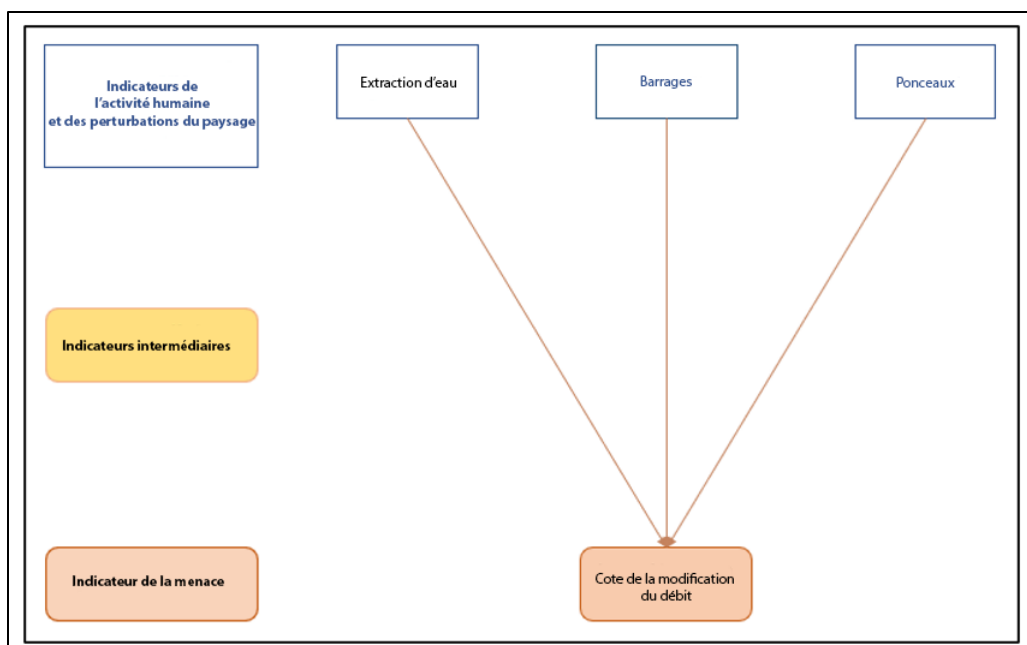 Indicateurs de
l'activité humaine
et des perturbations du paysage
Extraction d'eau
Barrages
Ponceaux
Indicateurs intermédiaires
Indicateur de la menace
Cote de la modification
du débit